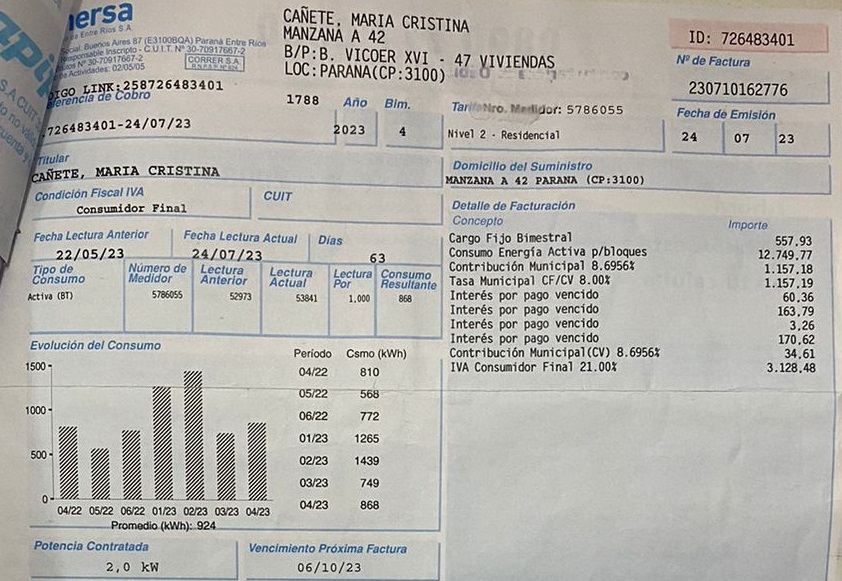 ersa
de Entre Ríos S.A.
Social: Buenos Aires 87 (E3100BQA) Paraná Entre Ríos
Responsable Inscripto - C.U.I.T. Nº 30-70917667-2
Nº 30-70917667-2
de Actividades: 02/05/05
CORRER S.A.
CAÑETE, MARIA CRISTINA
MANZANA A 42
B/P:B. VICOER XVI - 47 VIVIENDAS
LOC:PARANA(CP:3100)
ID: 726483401
Nº de Factura
230710162776
DIGO LINK:258726483401
erencia de Cobro
726483401-24/07/23
1788
Año
Bim.
2023
4
Nro. Medidor: 5786055
Nivel 2 - Residencial
Fecha de Emisión
24
07
23
Titular
CAÑETE, MARIA CRISTINA
Domicilio del Suministro
MANZANA A 42 PARANA (CP:3100)
Condición Fiscal IVA
Consumidor Final
CUIT
Fecha Lectura Anterior
Fecha Lectura Actual
Días
22/05/23
24/07/23
63
Tipo de Consumo
Número de Medidor
Lectura Anterior
Lectura Actual
Lectura Por
Consumo Resultante
Activa (BT)
5786055
52973
53841
1,000
868
Detalle de Facturación
Concepto
Importe
Cargo Fijo Bimestral 557,93
Consumo Energía Activa p/bloques 12.749,77
Contribución Municipal 8.6956% 1.157,18
Tasa Municipal CF/CV 8.00% 1.157,19
Interés por pago vencido 60,36
Interés por pago vencido 163,79
Interés por pago vencido 3,26
Interés por pago vencido 170,62
Contribución Municipal(CV) 8.6956% 34,61
IVA Consumidor Final 21.00% 3.128,48
Evolución del Consumo
1500
1000
500
0
04/22 05/22 06/22 01/23 02/23 03/23 04/23
Promedio (kWh): 924
Período Csmo (kWh)
04/22 810
05/22 568
06/22 772
01/23 1265
02/23 1439
03/23 749
04/23 868
Potencia Contratada
2,0 kW
Vencimiento Próxima Factura
06/10/23